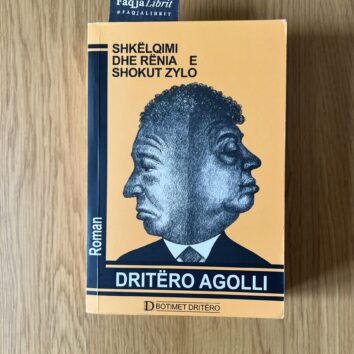 FaqjaLibrit
@FAQJALIBRIT
SHKËLQIMI
DHE RËNIA E
SHOKUT ZYLO
Roman
DRITËRO AGOLLI
D BOTIMET DRITËRO